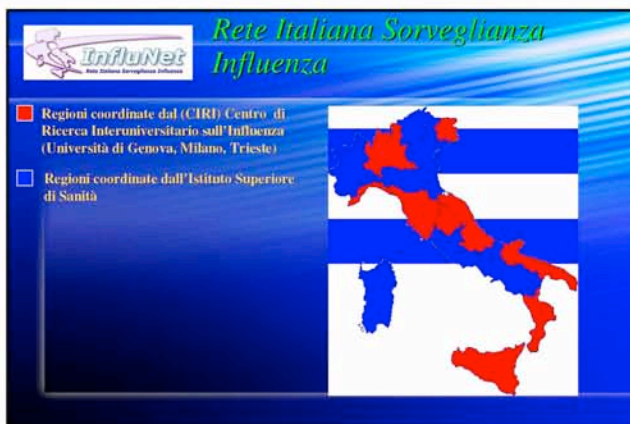 InfluNet
Rete Italiana Sorveglianza Influenza
Rete Italiana Sorveglianza
Influenza
Regioni coordinate dal (CIRI) Centro di
Ricerca Interuniversitario sull'Influenza
(Università di Genova, Milano, Trieste)
Regioni coordinate dall'Istituto Superiore
di Sanità